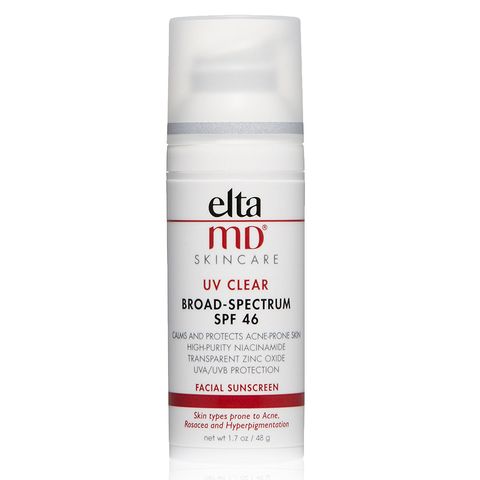 elta
MD®
SKINCARE
UV CLEAR
BROAD-SPECTRUM
SPF 46
CALMS AND PROTECTS ACNE-PRONE SKIN
HIGH-PURITY NIACINAMIDE
TRANSPARENT ZINC OXIDE
UVA/UVB PROTECTION
FACIAL SUNSCREEN
Skin types prone to Acne,
Rosacea and Hyperpigmentation
net wt 1.7 oz / 48 g